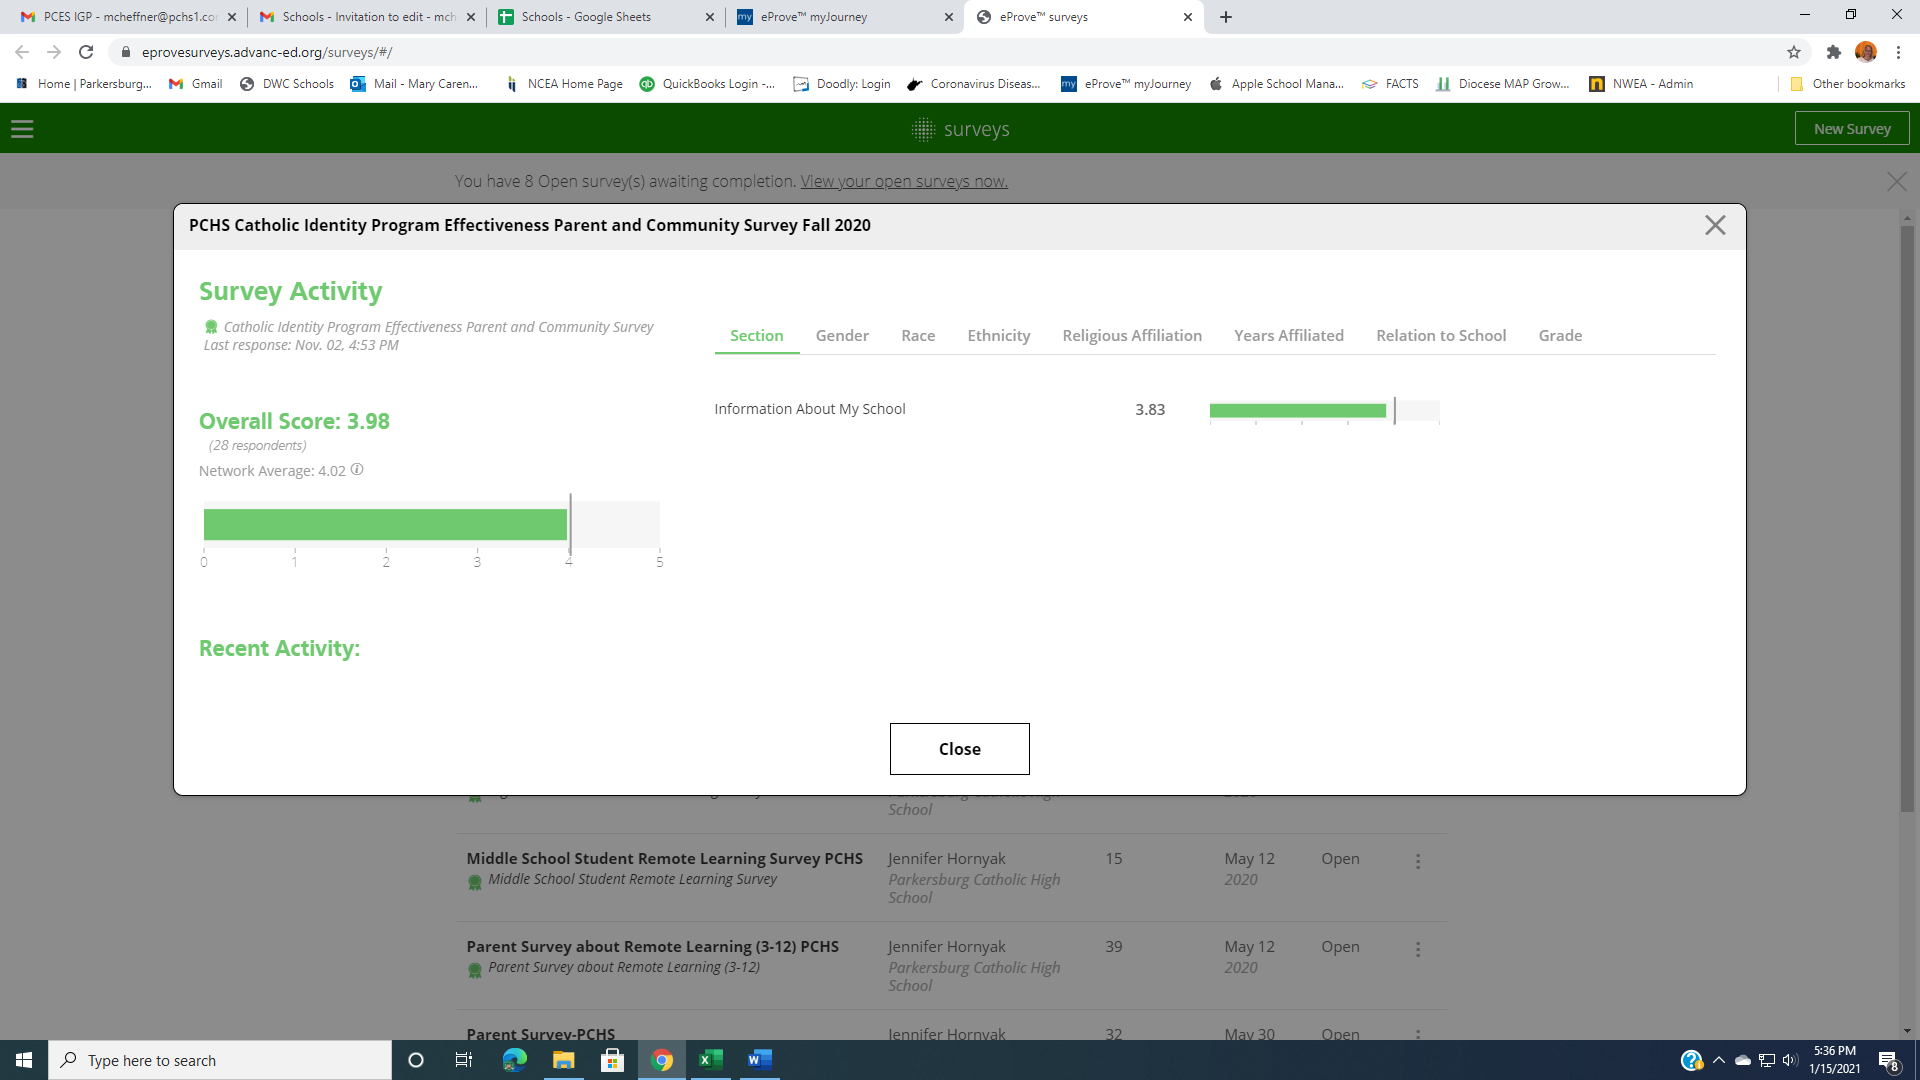 PCES IGP - mcheffner@pchs1.cor
Schools - Invitation to edit - mch
Schools - Google Sheets
my eProve™ myJourney
eProve™ surveys
eprovesurveys.advanc-ed.org/surveys/#/
Home | Parkersburg...
Gmail
DWC Schools
Mail - Mary Caren...
NCEA Home Page
QuickBooks Login -...
Doodly: Login
Coronavirus Diseas...
my eProve™ myJourney
Apple School Mana...
FACTS
Diocese MAP Grow...
NWEA - Admin
Other bookmarks
surveys
New Survey
You have 8 Open survey(s) awaiting completion. View your open surveys now.
PCHS Catholic Identity Program Effectiveness Parent and Community Survey Fall 2020
Survey Activity
Catholic Identity Program Effectiveness Parent and Community Survey
Last response: Nov. 02, 4:53 PM
Section Gender Race Ethnicity Religious Affiliation Years Affiliated Relation to School Grade
Information About My School 3.83
Overall Score: 3.98
(28 respondents)
Network Average: 4.02
0 1 2 3 4 5
Recent Activity:
Close
School
Middle School Student Remote Learning Survey PCHS Jennifer Hornyak 15 May 12 Open
Middle School Student Remote Learning Survey Parkersburg Catholic High 2020
School
Parent Survey about Remote Learning (3-12) PCHS Jennifer Hornyak 39 May 12 Open
Parent Survey about Remote Learning (3-12) Parkersburg Catholic High 2020
School
Parent Survey-PCHS Jennifer Hornyak 32 May 30 Open
Type here to search
5:36 PM
1/15/2021
8